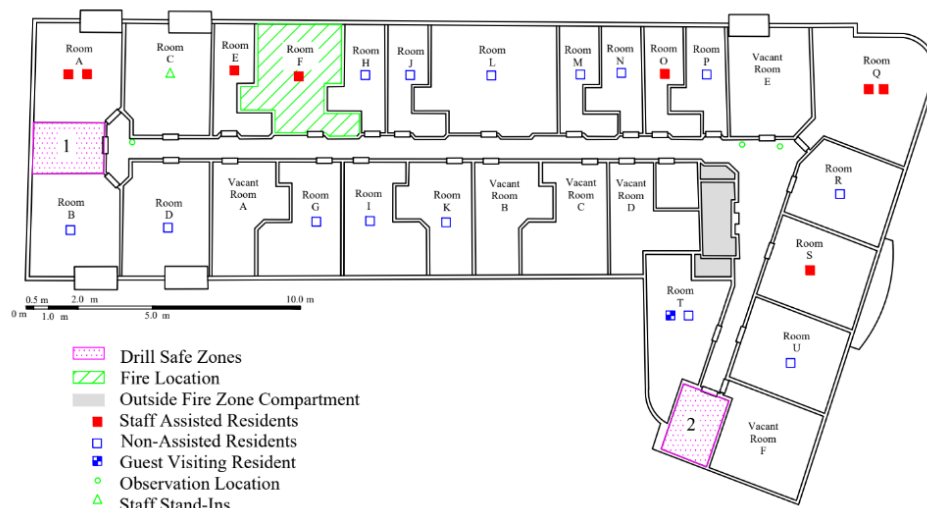 Room
A
Room
C
Room
E
Room
F
Room
H
Room
J
Room
L
Room
M
Room
N
Room
O
Room
P
Vacant
Room
E
Room
Q
1
Room
B
Room
D
Vacant
Room
A
Room
G
Room
I
Room
K
Vacant
Room
B
Vacant
Room
C
Vacant
Room
D
Room
R
Room
S
Room
T
Room
U
Vacant
Room
F
2
0.5 m 2.0 m 10.0 m
0 m 1.0 m 5.0 m
Drill Safe Zones
Fire Location
Outside Fire Zone Compartment
Staff Assisted Residents
Non-Assisted Residents
Guest Visiting Resident
Observation Location
Staff Stand-Ins